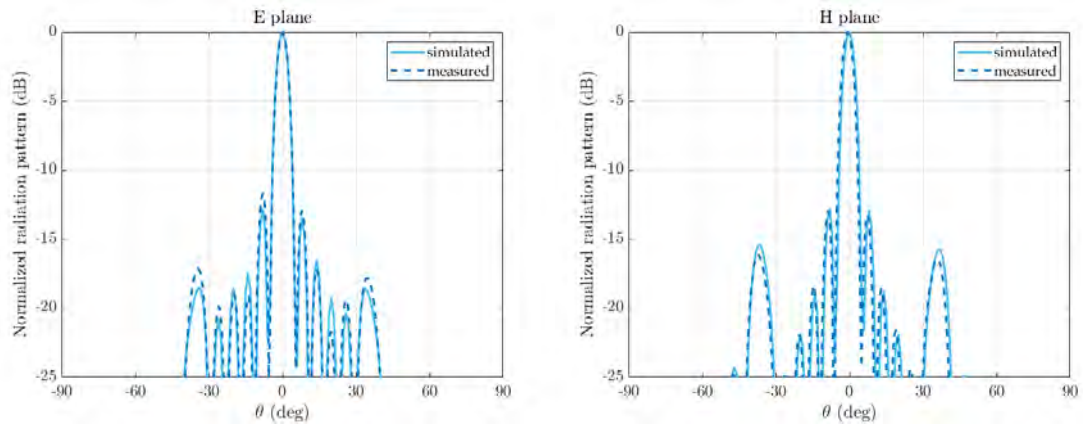 E plane
0
-5
-10
-15
-20
-25
-90
-60
-30
0
30
60
90
Normalized radiation pattern (dB)
θ (deg)
simulated
measured
H plane
0
-5
-10
-15
-20
-25
-90
-60
-30
0
30
60
90
Normalized radiation pattern (dB)
θ (deg)
simulated
measured